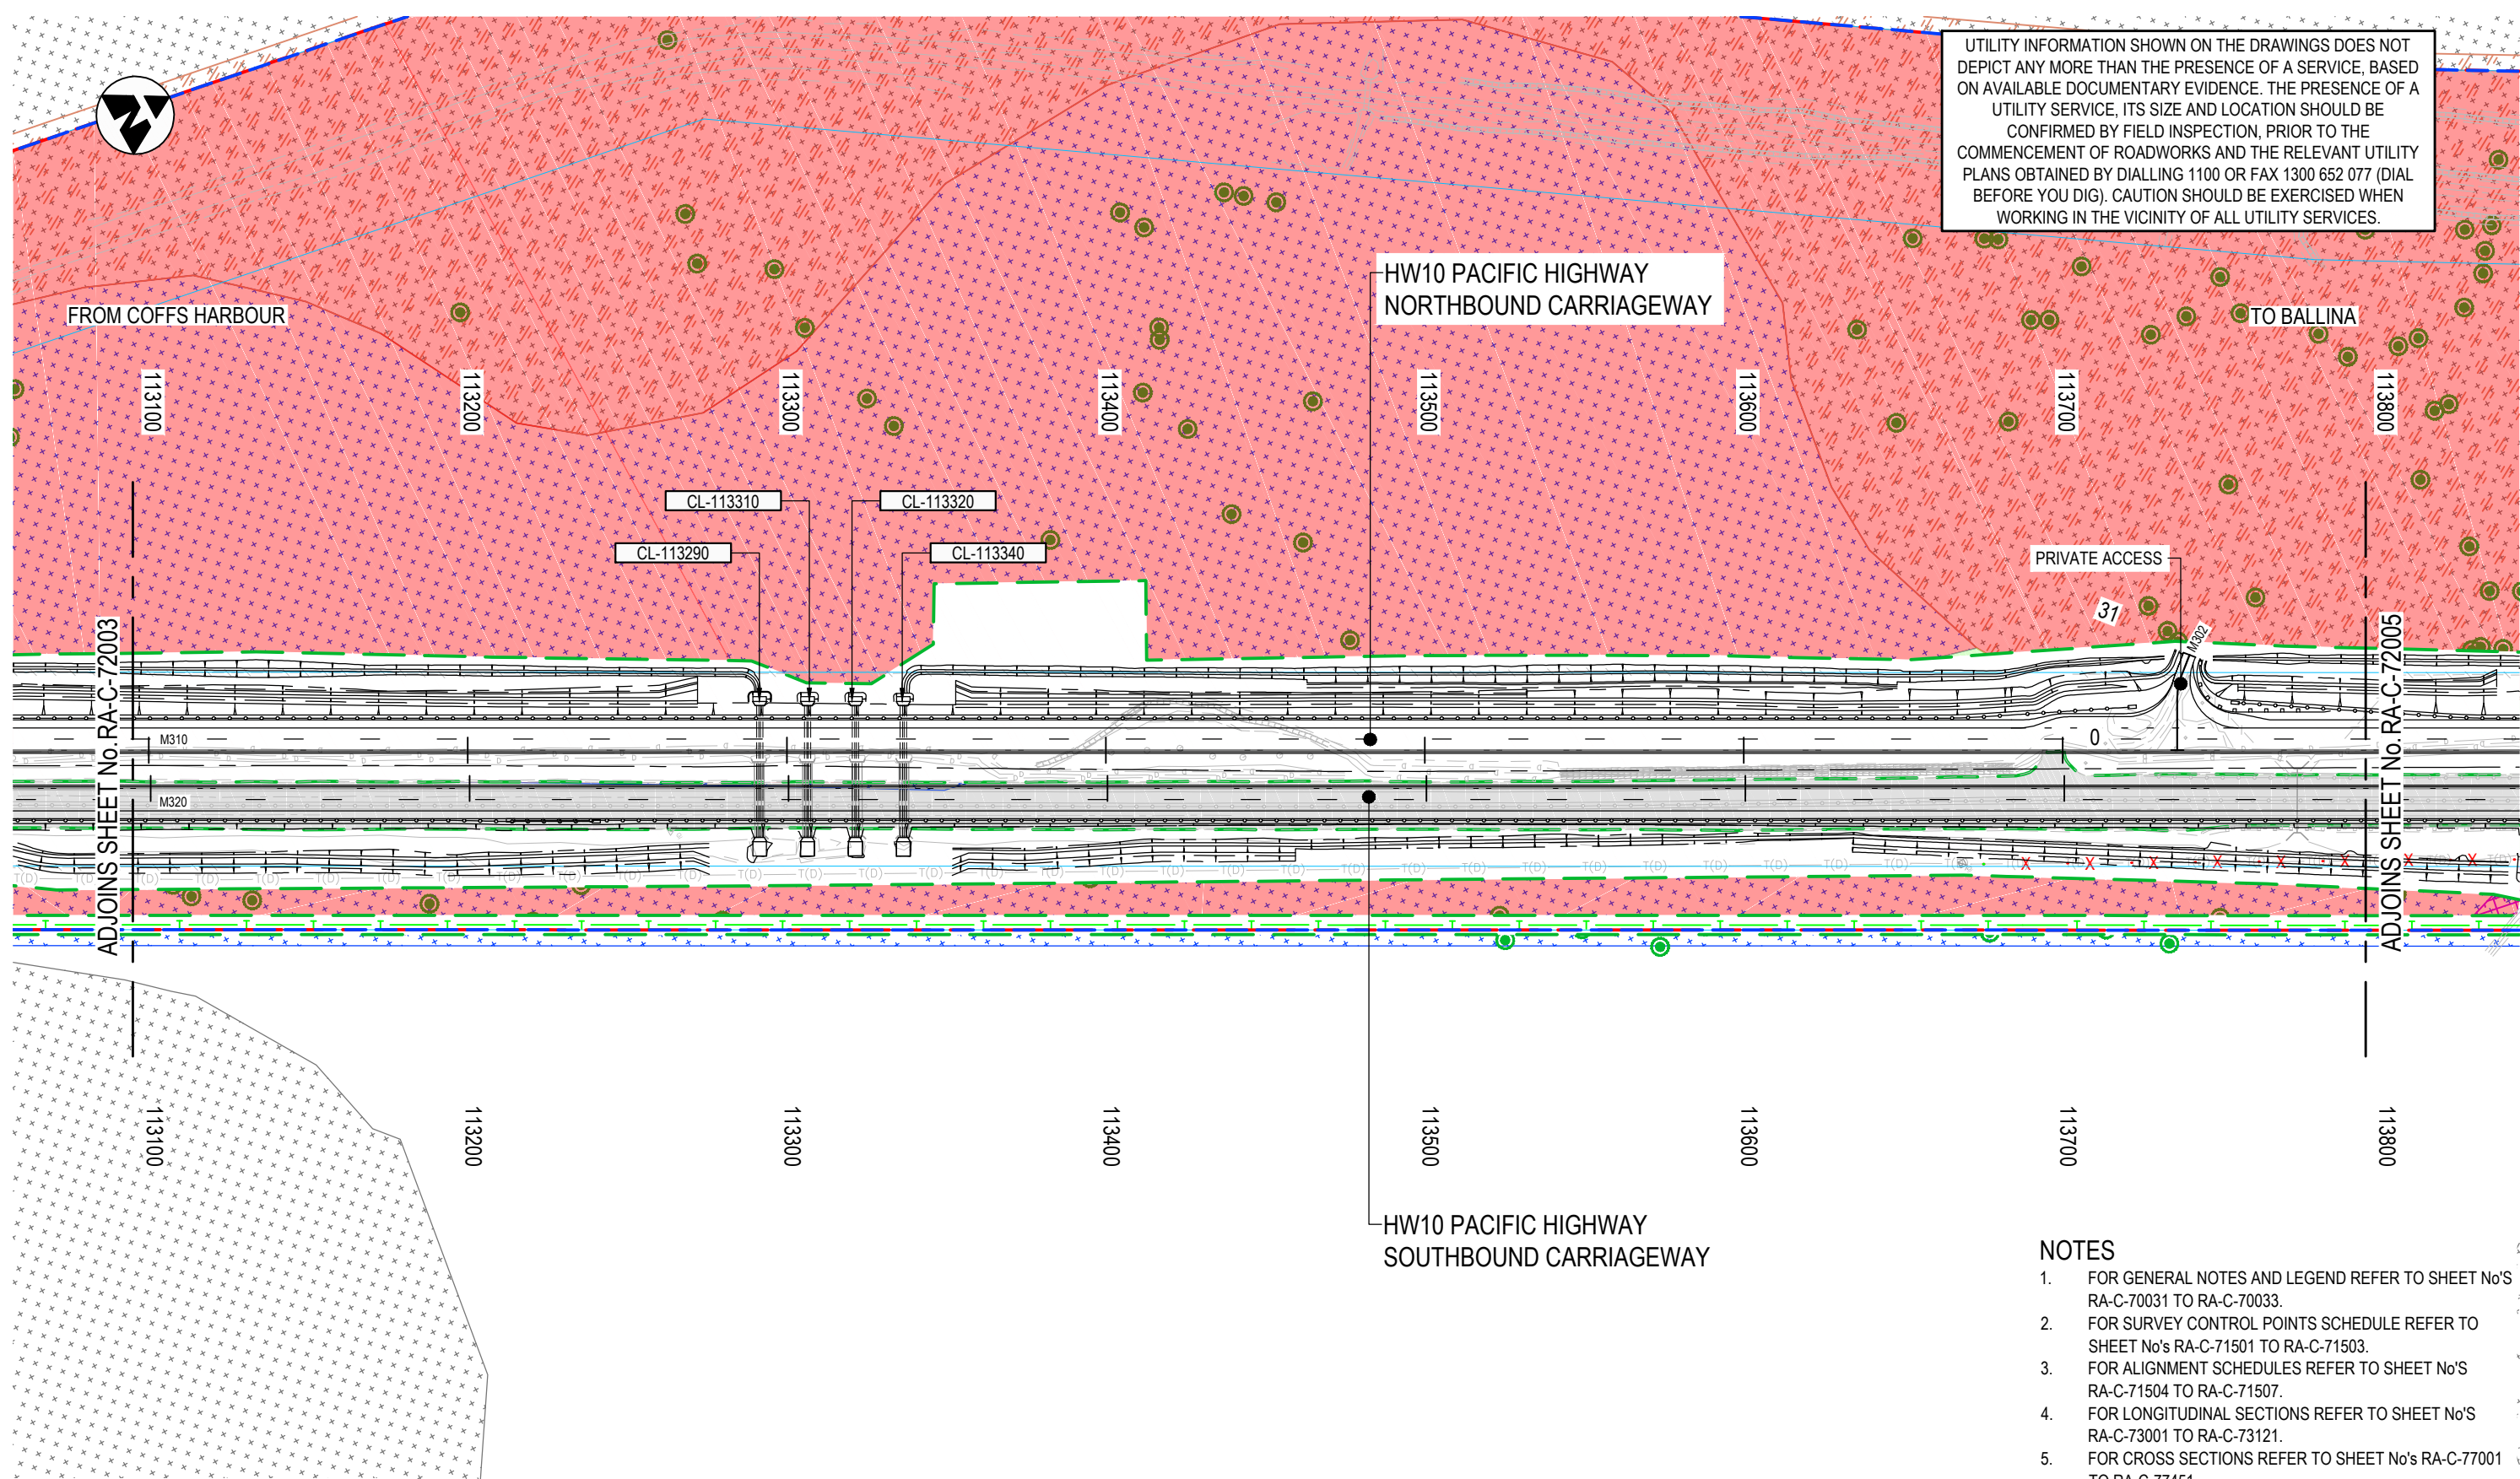 UTILITY INFORMATION SHOWN ON THE DRAWINGS DOES NOT
DEPICT ANY MORE THAN THE PRESENCE OF A SERVICE, BASED
ON AVAILABLE DOCUMENTARY EVIDENCE. THE PRESENCE OF A
UTILITY SERVICE, ITS SIZE AND LOCATION SHOULD BE
CONFIRMED BY FIELD INSPECTION, PRIOR TO THE
COMMENCEMENT OF ROADWORKS AND THE RELEVANT UTILITY
PLANS OBTAINED BY DIALLING 1100 OR FAX 1300 652 077 (DIAL
BEFORE YOU DIG). CAUTION SHOULD BE EXERCISED WHEN
WORKING IN THE VICINITY OF ALL UTILITY SERVICES.
HW10 PACIFIC HIGHWAY
NORTHBOUND CARRIAGEWAY
FROM COFFS HARBOUR
TO BALLINA
113100
113200
113300
113400
113500
113600
113700
113800
CL-113310
CL-113320
CL-113290
CL-113340
PRIVATE ACCESS
31
M302
ADJOINS SHEET No. RA-C-72003
ADJOINS SHEET No. RA-C-72005
M310
0
M320
T(D) T(D) T(D) T(D) T(D) T(D) T(D) T(D) T(D) T(D) T(D) T(D) T(D) T(D) T(D) T(D)
113100
113200
113300
113400
113500
113600
113700
113800
HW10 PACIFIC HIGHWAY
SOUTHBOUND CARRIAGEWAY
NOTES
1. FOR GENERAL NOTES AND LEGEND REFER TO SHEET No'S
RA-C-70031 TO RA-C-70033.
2. FOR SURVEY CONTROL POINTS SCHEDULE REFER TO
SHEET No's RA-C-71501 TO RA-C-71503.
3. FOR ALIGNMENT SCHEDULES REFER TO SHEET No'S
RA-C-71504 TO RA-C-71507.
4. FOR LONGITUDINAL SECTIONS REFER TO SHEET No'S
RA-C-73001 TO RA-C-73121.
5. FOR CROSS SECTIONS REFER TO SHEET No's RA-C-77001
TO RA-C-77451